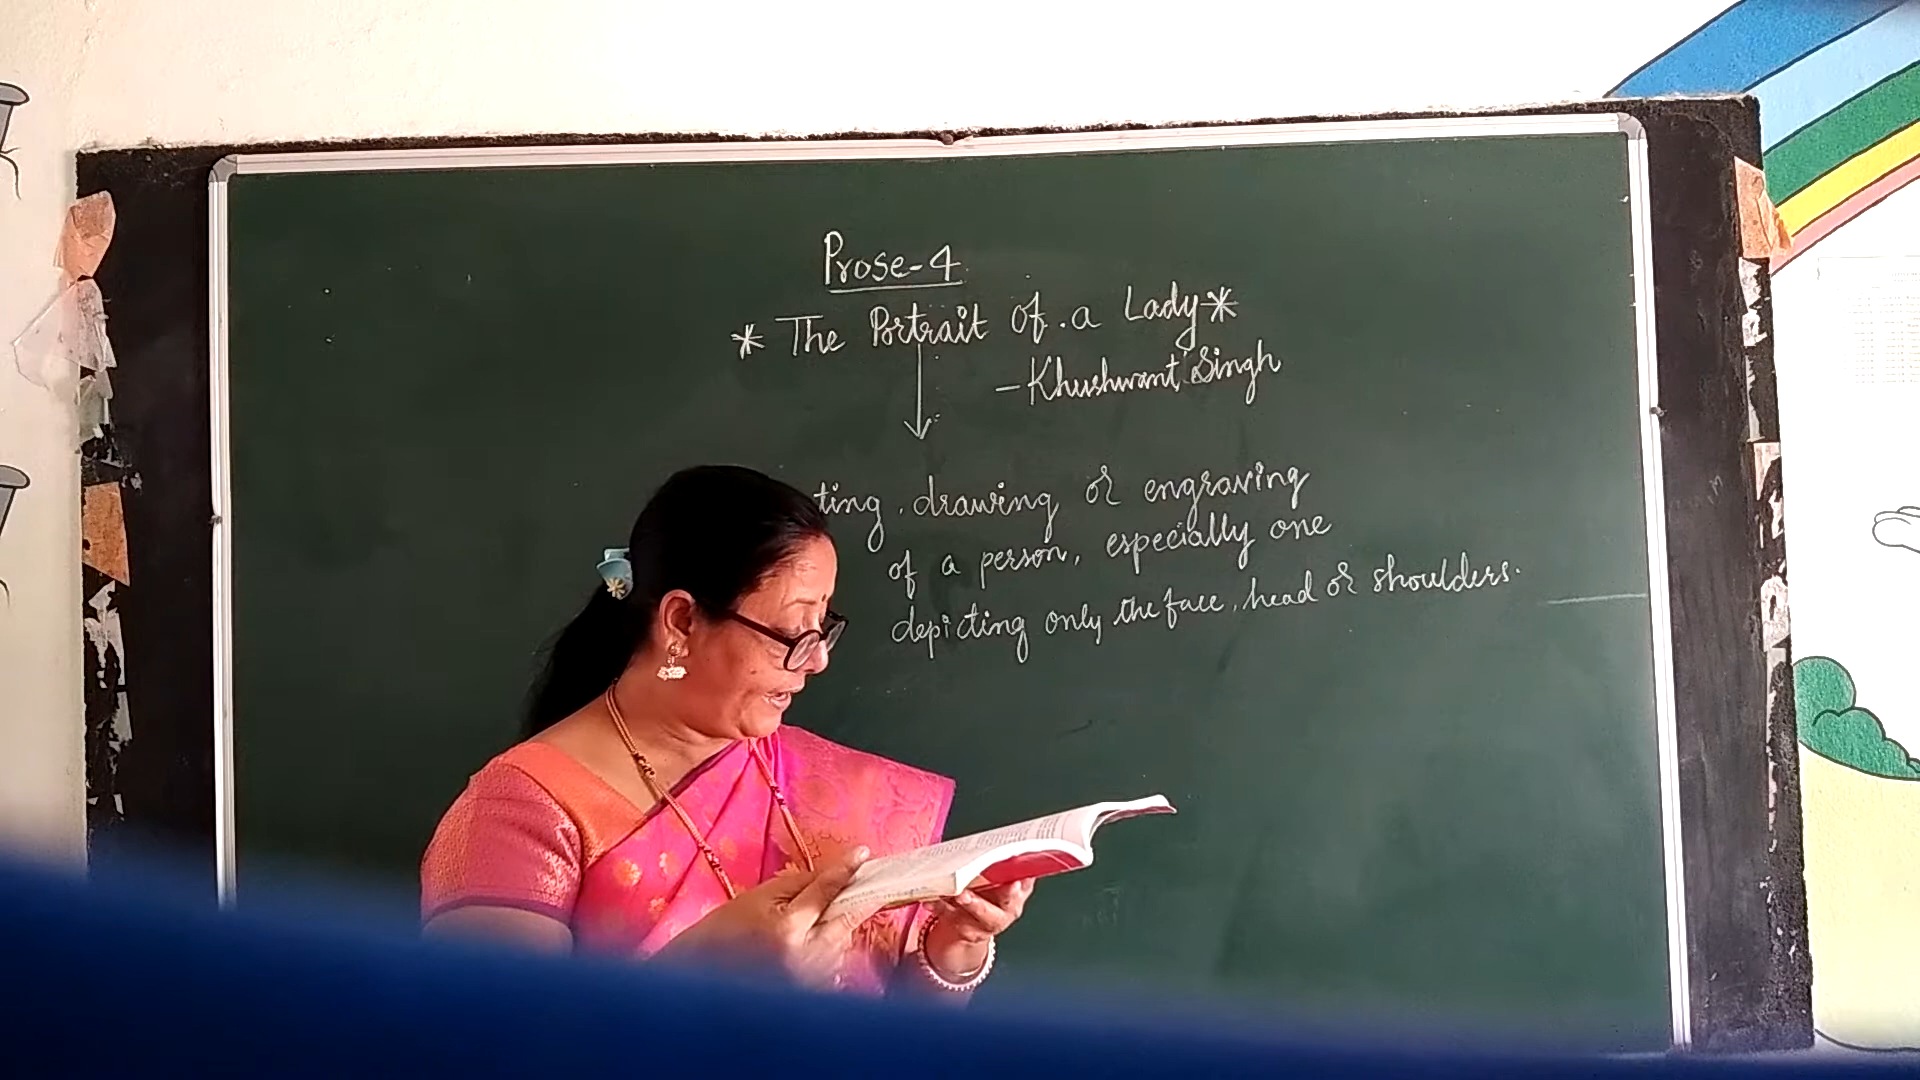 Prose-4
* The Portrait of a Lady *
- Khushwant Singh
ting, drawing or engraving
of a person, especially one
depicting only the face, head or shoulders.